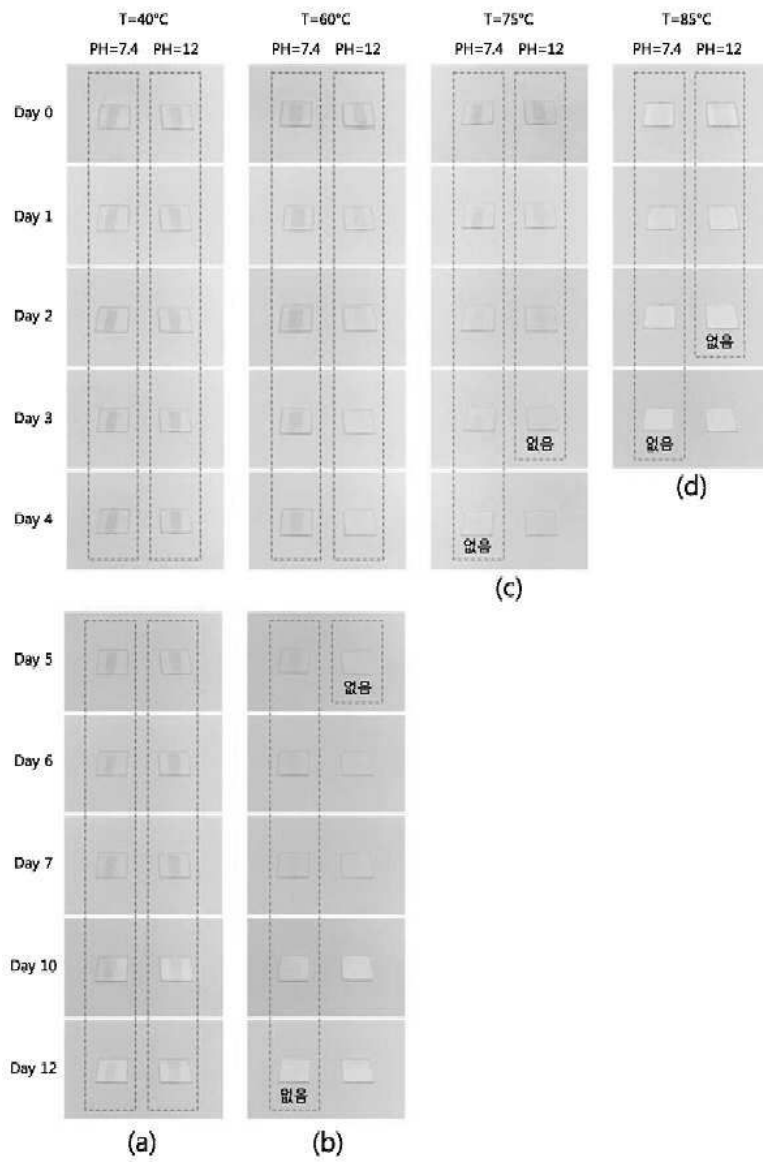 T=40°C T=60°C T=75°C T=85°C
PH=7.4 PH=12 PH=7.4 PH=12 PH=7.4 PH=12 PH=7.4 PH=12
Day 0
Day 1
Day 2
없음
Day 3
없음
없음
(d)
Day 4
없음
(c)
Day 5
없음
Day 6
Day 7
Day 10
Day 12
없음
(a)
(b)